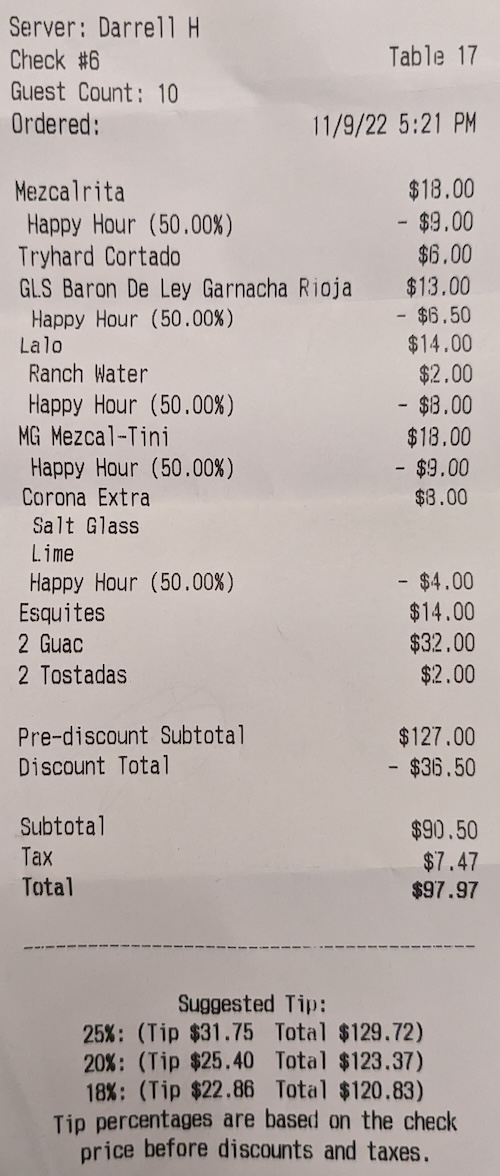 Server: Darrell H
Check #6 Table 17
Guest Count: 10
Ordered: 11/9/22 5:21 PM
Mezcalrita $18.00
Happy Hour (50.00%) - $9.00
Tryhard Cortado $6.00
GLS Baron De Ley Garnacha Rioja $13.00
Happy Hour (50.00%) - $6.50
Lalo $14.00
Ranch Water $2.00
Happy Hour (50.00%) - $8.00
MG Mezcal-Tini $18.00
Happy Hour (50.00%) - $9.00
Corona Extra $8.00
Salt Glass
Lime
Happy Hour (50.00%) - $4.00
Esquites $14.00
2 Guac $32.00
2 Tostadas $2.00
Pre-discount Subtotal $127.00
Discount Total - $36.50
Subtotal $90.50
Tax $7.47
Total $97.97
Suggested Tip:
25%: (Tip $31.75 Total $129.72)
20%: (Tip $25.40 Total $123.37)
18%: (Tip $22.86 Total $120.83)
Tip percentages are based on the check
price before discounts and taxes.